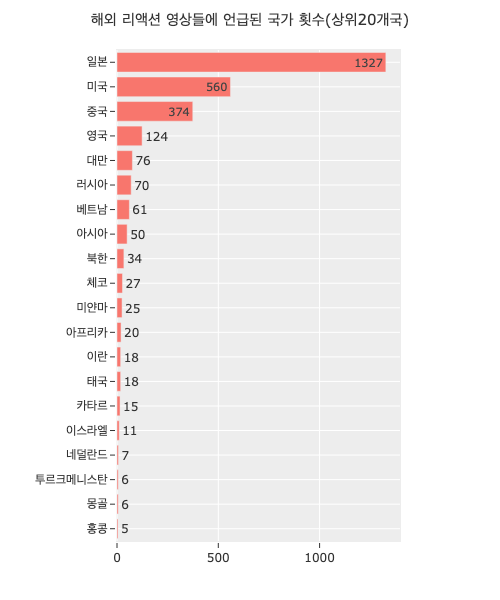 해외 리액션 영상들에 언급된 국가 횟수(상위20개국)
일본 1327
미국 560
중국 374
영국 124
대만 76
러시아 70
베트남 61
아시아 50
북한 34
체코 27
미얀마 25
아프리카 20
이란 18
태국 18
카타르 15
이스라엘 11
네덜란드 7
투르크메니스탄 6
몽골 6
홍콩 5
0 500 1000